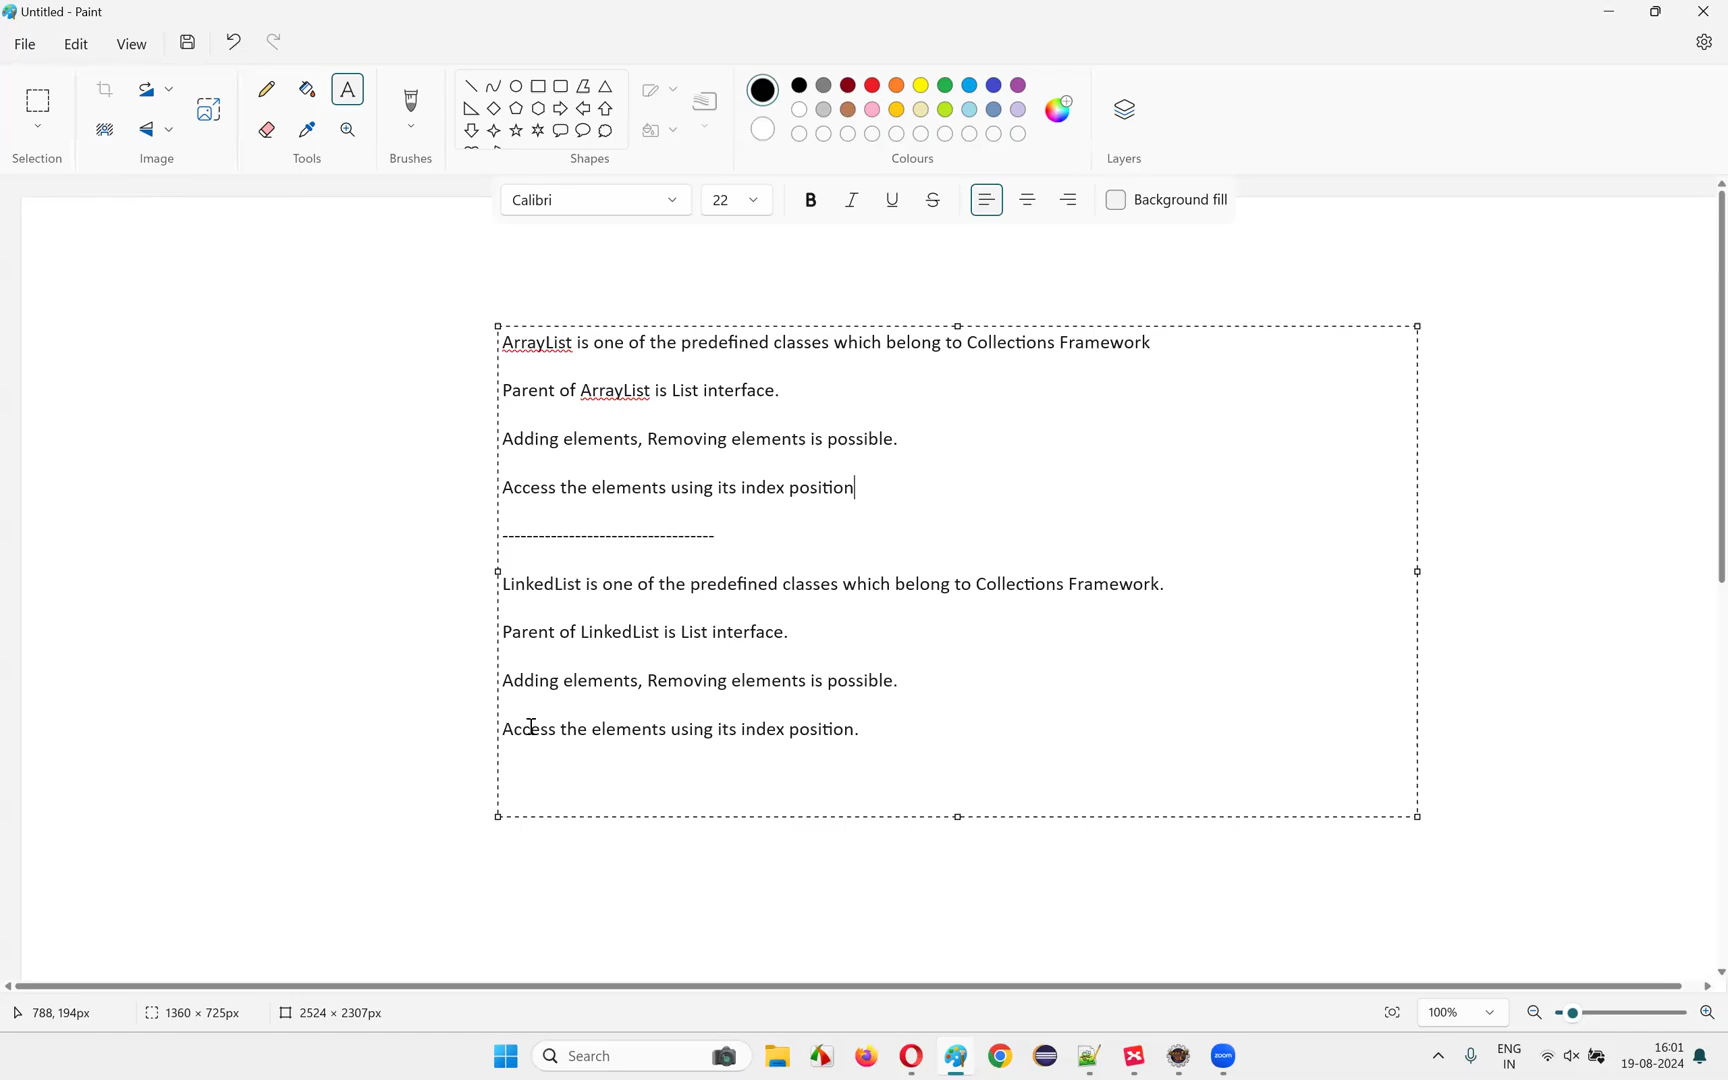 Untitled - Paint
File Edit View
Selection Image Tools Brushes Shapes Colours Layers
Calibri 22 B I U S Background fill
ArrayList is one of the predefined classes which belong to Collections Framework
Parent of ArrayList is List interface.
Adding elements, Removing elements is possible.
Access the elements using its index position
-----------------------------------
LinkedList is one of the predefined classes which belong to Collections Framework.
Parent of LinkedList is List interface.
Adding elements, Removing elements is possible.
Access the elements using its index position.
788, 194px 1360 × 725px 2524 × 2307px 100%
Search zoom ENG 16:01
IN 19-08-2024